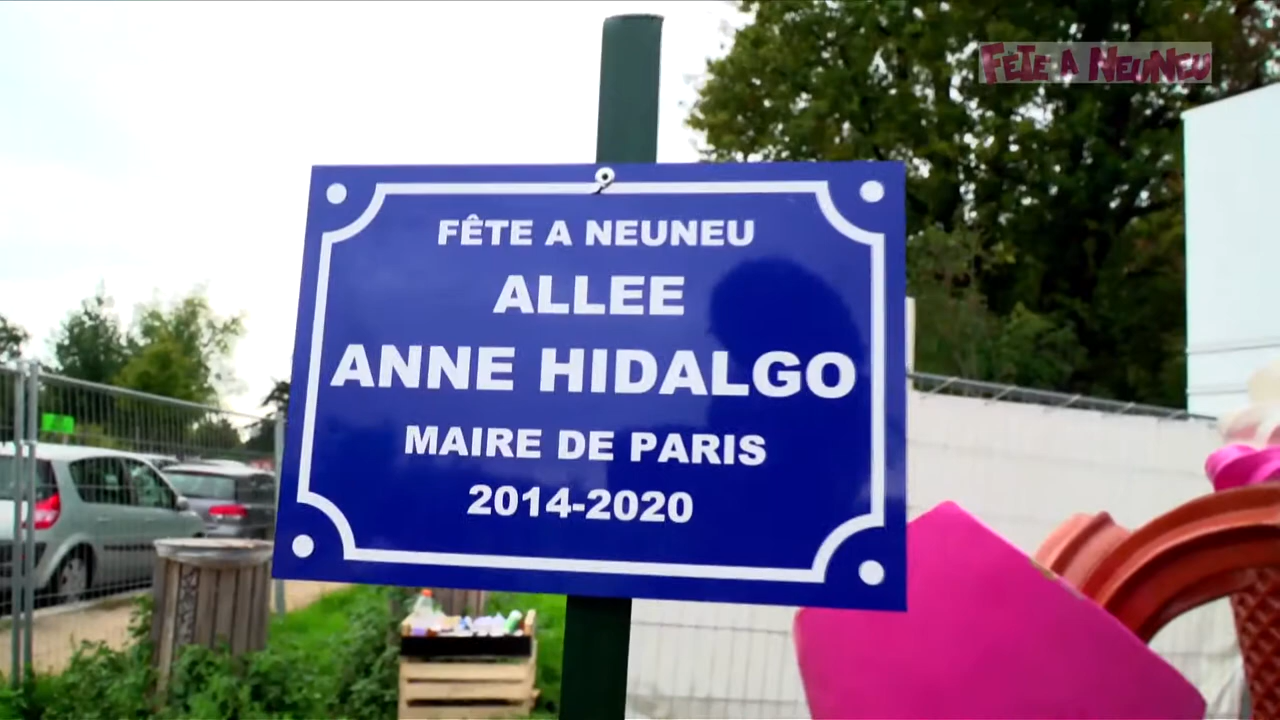 FÊTE A NEUNEU
FÊTE A NEUNEU
ALLEE
ANNE HIDALGO
MAIRE DE PARIS
2014-2020